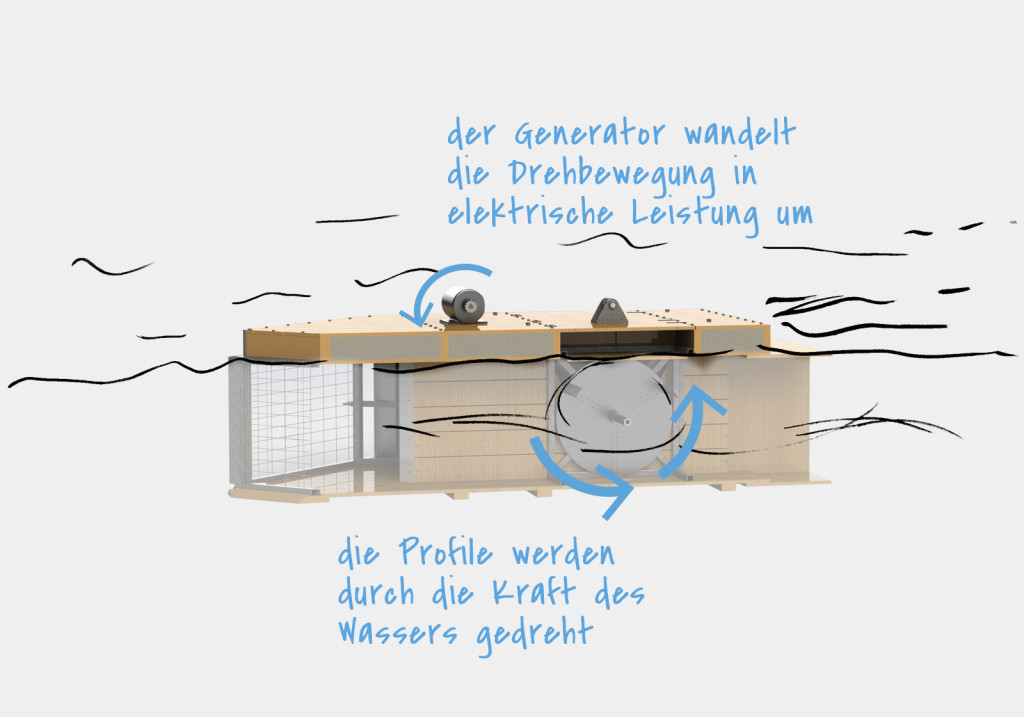 der Generator wandelt
die Drehbewegung in
elektrische Leistung um
die Profile werden
durch die Kraft des
Wassers gedreht